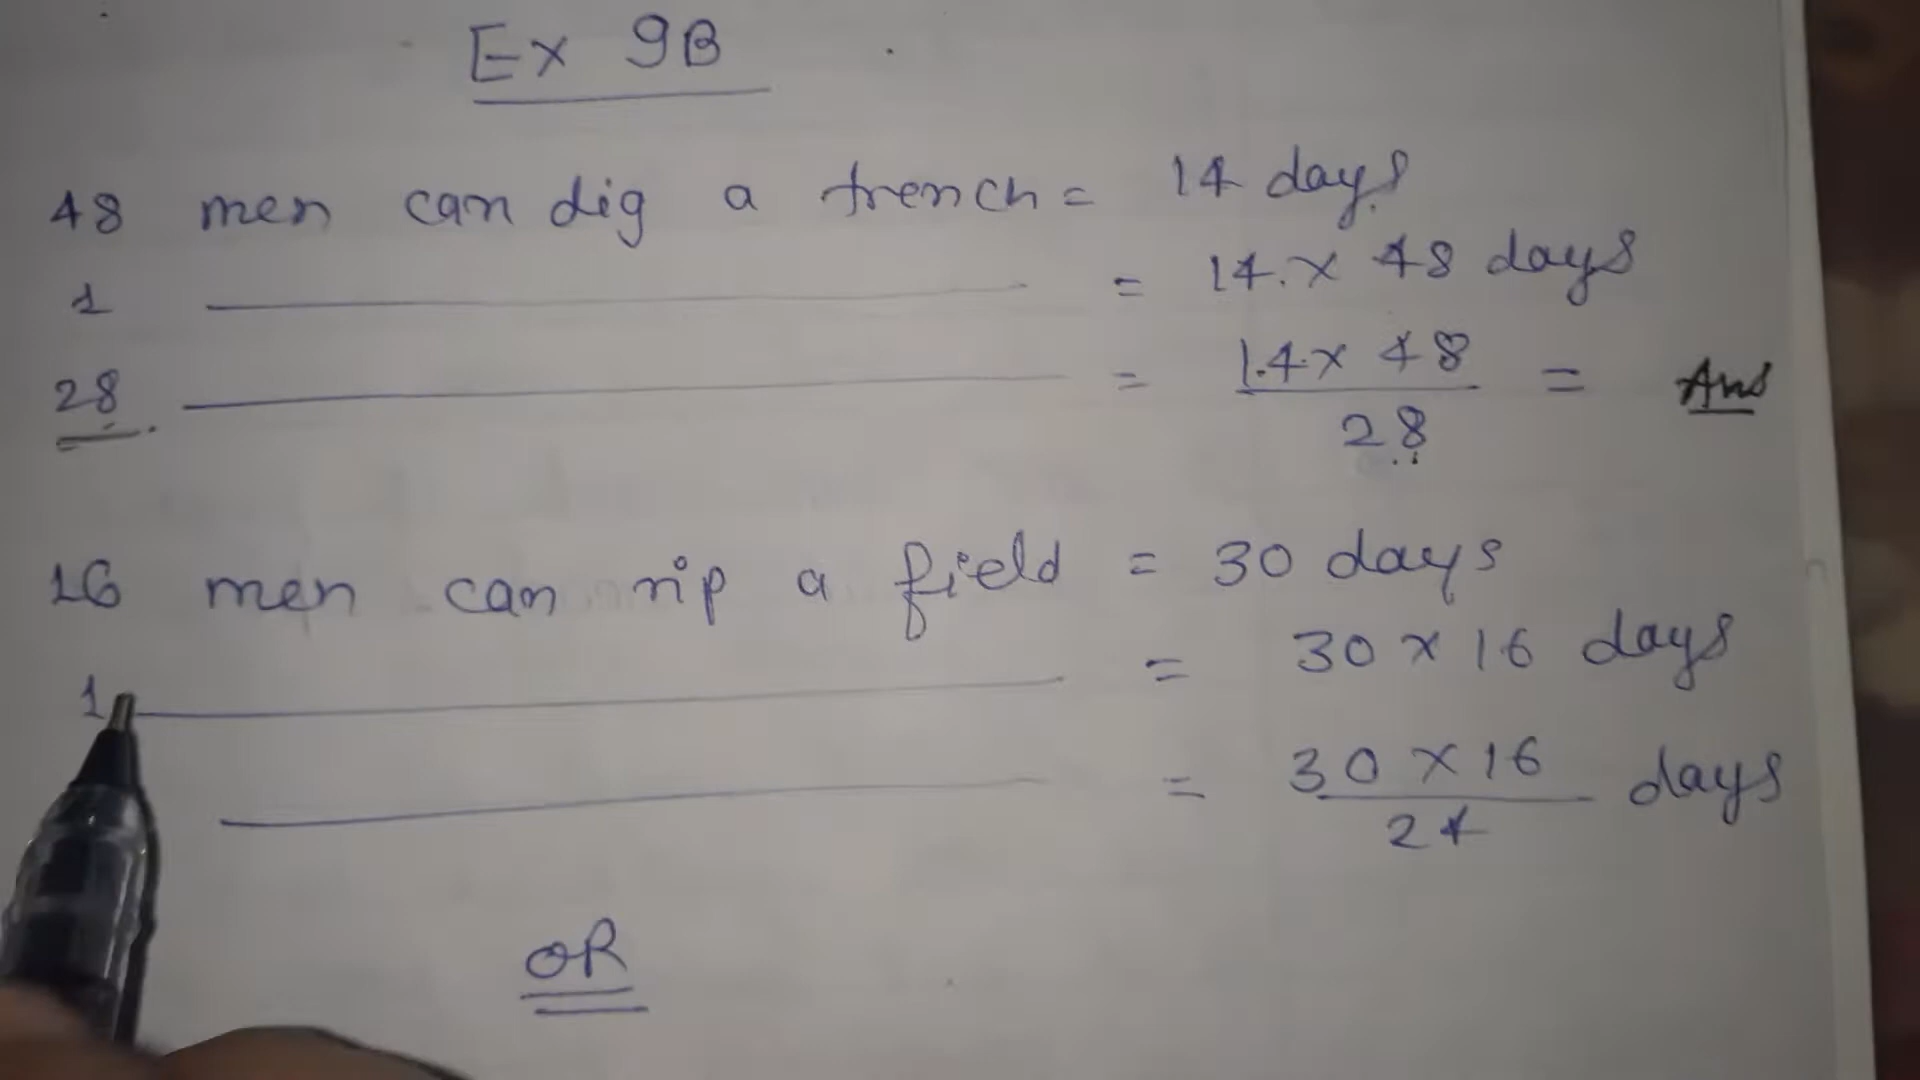 Ex 9B
48 men can dig a trench = 14 days
1 = 14 x 48 days
28 = 14 x 48 / 28 = Ans
16 men can rip a field = 30 days
1 = 30 x 16 days
= 30 x 16 / 24 days
OR